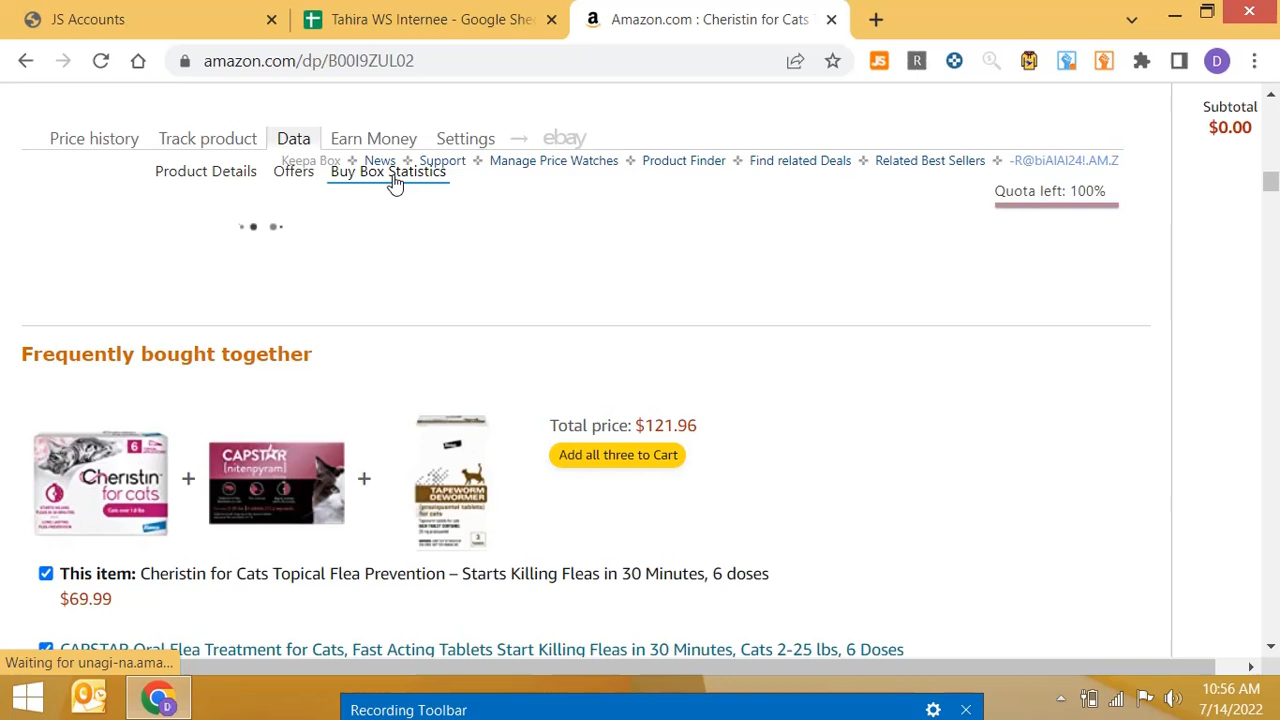 JS Accounts
Tahira WS Internee - Google She
Amazon.com : Cheristin for Cats
amazon.com/dp/B00I9ZUL02
Subtotal
$0.00
Price history
Track product
Data
Earn Money
Settings
ebay
Keepa Box
News
Support
Manage Price Watches
Product Finder
Find related Deals
Related Best Sellers
-R@biAIAI24!.AM.Z
Product Details
Offers
Buy Box Statistics
Quota left: 100%
Frequently bought together
6
Cheristin
for cats
CAPSTAR
(nitenpyram)
TAPEWORM
DEWORMER
Total price: $121.96
Add all three to Cart
This item: Cheristin for Cats Topical Flea Prevention – Starts Killing Fleas in 30 Minutes, 6 doses
$69.99
CAPSTAR Oral Flea Treatment for Cats, Fast Acting Tablets Start Killing Fleas in 30 Minutes, Cats 2-25 lbs, 6 Doses
Waiting for unagi-na.ama...
Recording Toolbar
10:56 AM
7/14/2022